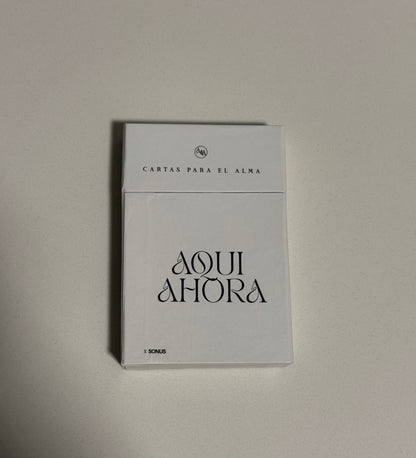 CARTAS PARA EL ALMA
AQUI
AHORA
X SONUS